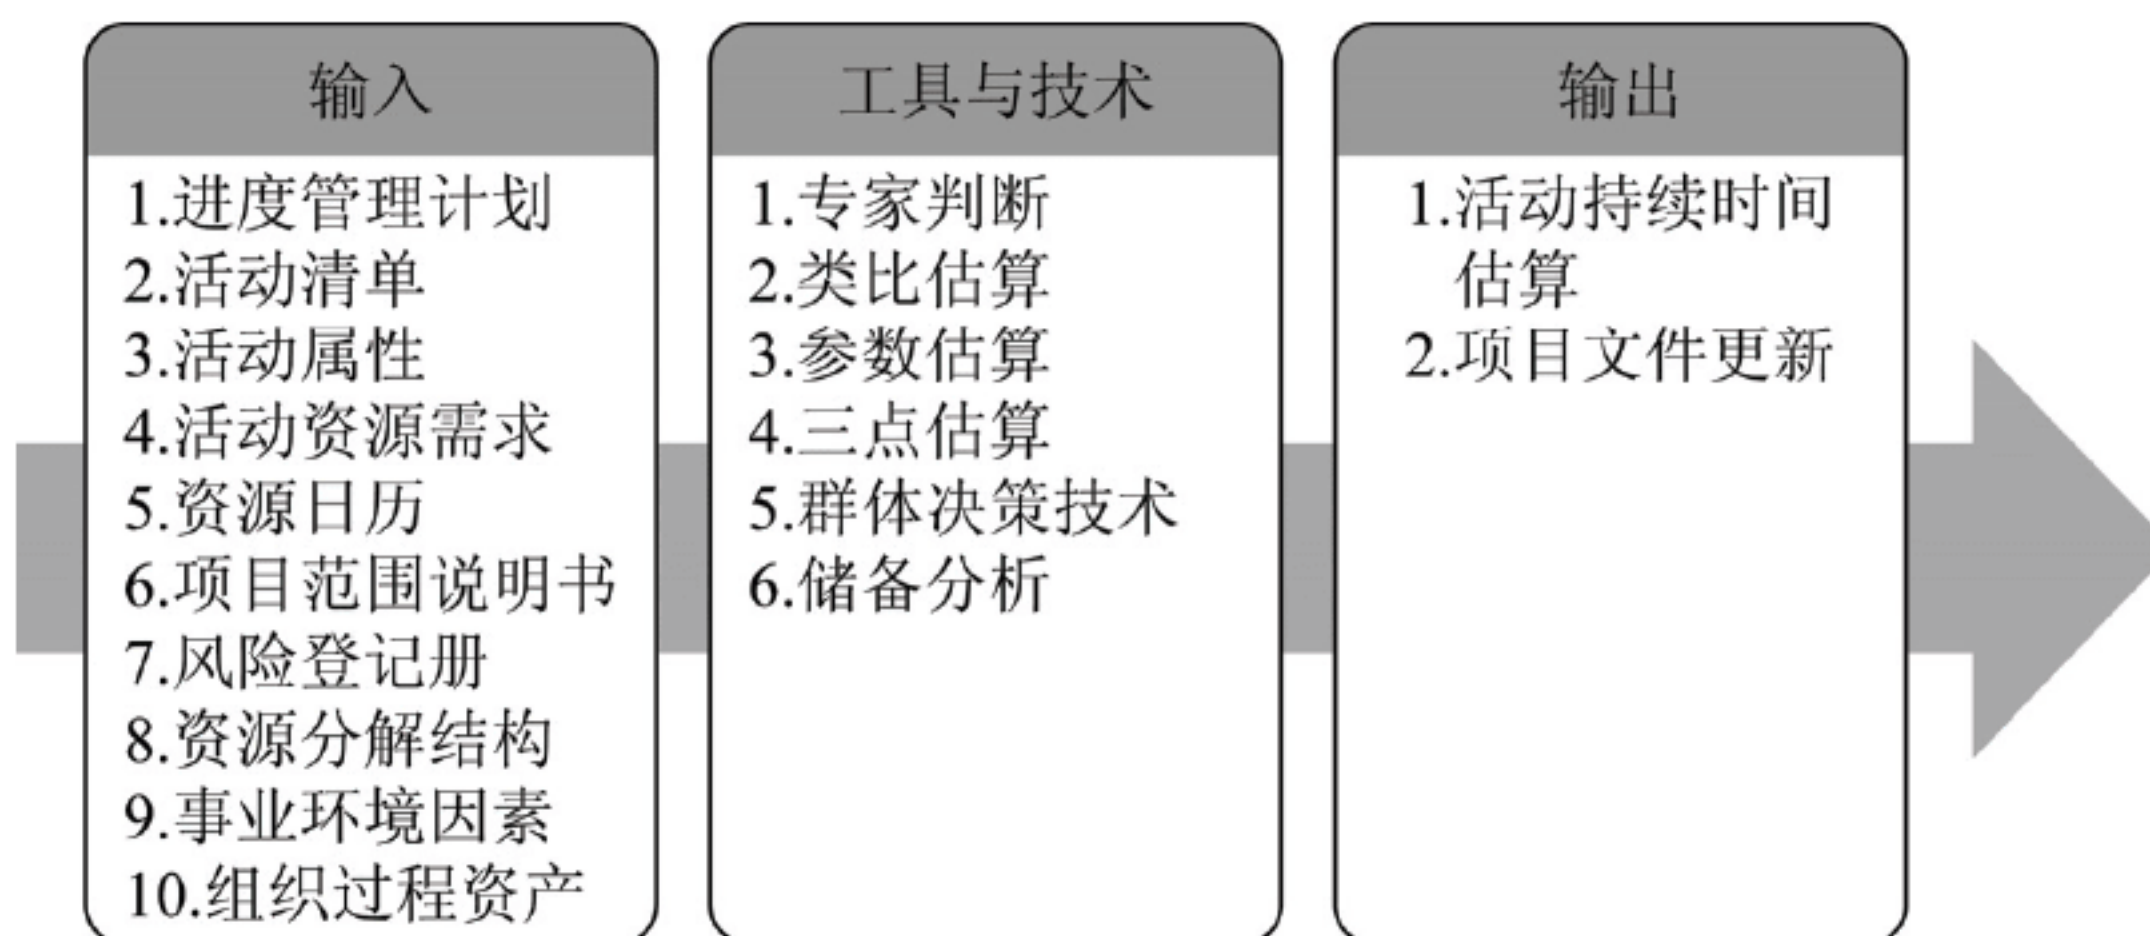 输入
1.进度管理计划
2.活动清单
3.活动属性
4.活动资源需求
5.资源日历
6.项目范围说明书
7.风险登记册
8.资源分解结构
9.事业环境因素
10.组织过程资产
工具与技术
1.专家判断
2.类比估算
3.参数估算
4.三点估算
5.群体决策技术
6.储备分析
输出
1.活动持续时间
估算
2.项目文件更新